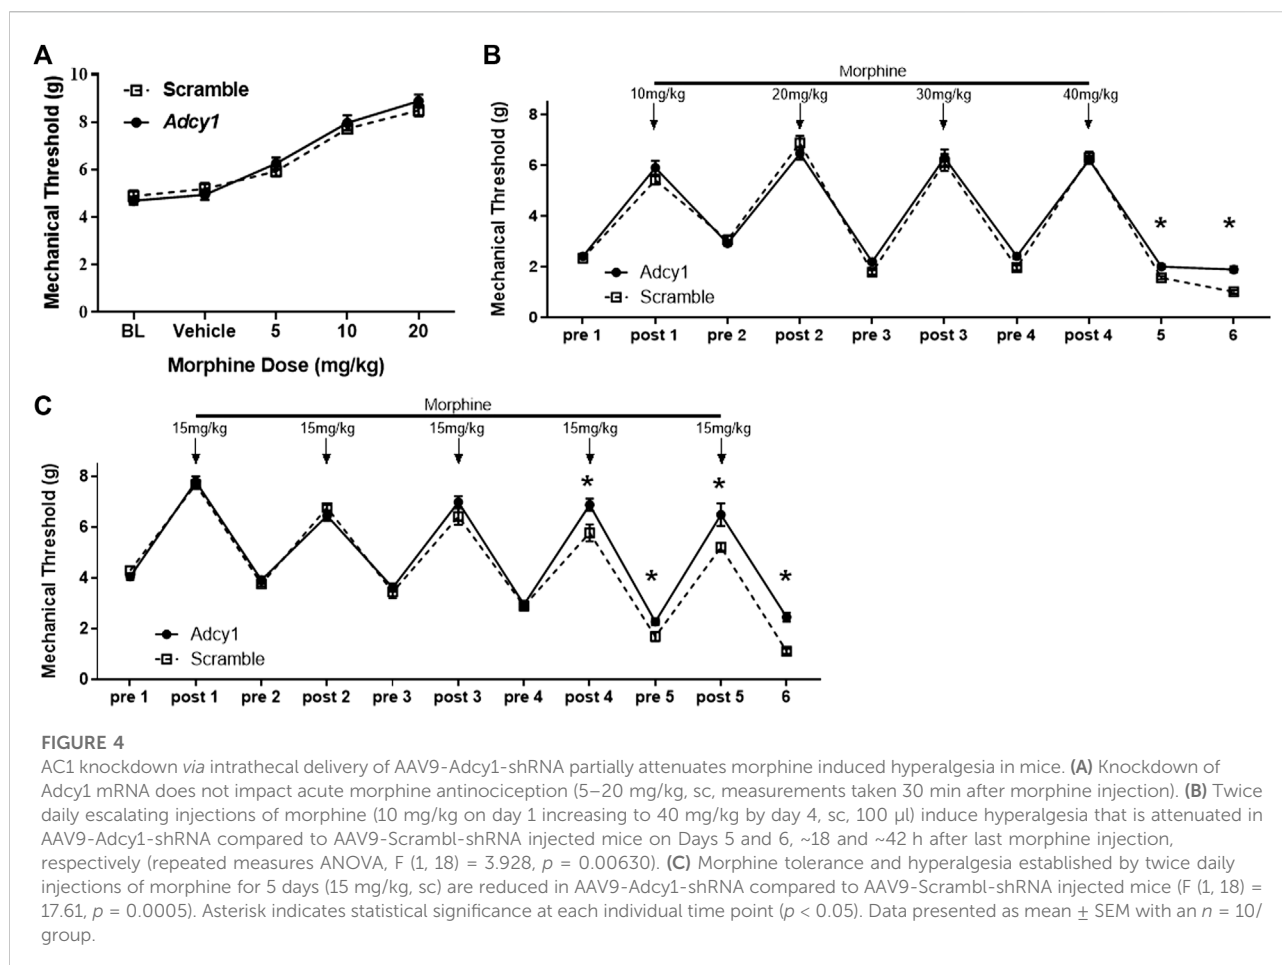 A
Mechanical Threshold (g)
10
8
6
4
2
0
Scramble
Adcy1
BL Vehicle 5 10 20
Morphine Dose (mg/kg)
B
Morphine
10mg/kg 20mg/kg 30mg/kg 40mg/kg
Mechanical Threshold (g)
8
6
4
2
0
* *
Adcy1
Scramble
pre 1 post 1 pre 2 post 2 pre 3 post 3 pre 4 post 4 5 6
C
Morphine
15mg/kg 15mg/kg 15mg/kg 15mg/kg 15mg/kg
Mechanical Threshold (g)
8
6
4
2
0
* * * *
Adcy1
Scramble
pre 1 post 1 pre 2 post 2 pre 3 post 3 pre 4 post 4 pre 5 post 5 6
FIGURE 4
AC1 knockdown via intrathecal delivery of AAV9-Adcy1-shRNA partially attenuates morphine induced hyperalgesia in mice. (A) Knockdown of
Adcy1 mRNA does not impact acute morphine antinociception (5–20 mg/kg, sc, measurements taken 30 min after morphine injection). (B) Twice
daily escalating injections of morphine (10 mg/kg on day 1 increasing to 40 mg/kg by day 4, sc, 100 µl) induce hyperalgesia that is attenuated in
AAV9-Adcy1-shRNA compared to AAV9-Scrambl-shRNA injected mice on Days 5 and 6, ~18 and ~42 h after last morphine injection,
respectively (repeated measures ANOVA, F (1, 18) = 3.928, p = 0.00630). (C) Morphine tolerance and hyperalgesia established by twice daily
injections of morphine for 5 days (15 mg/kg, sc) are reduced in AAV9-Adcy1-shRNA compared to AAV9-Scrambl-shRNA injected mice (F (1, 18) =
17.61, p = 0.0005). Asterisk indicates statistical significance at each individual time point (p < 0.05). Data presented as mean ± SEM with an n = 10/
group.